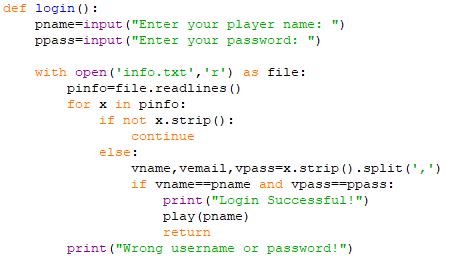 def login():
    pname=input("Enter your player name: ")
    ppass=input("Enter your password: ")
    with open('info.txt','r') as file:
        pinfo=file.readlines()
        for x in pinfo:
            if not x.strip():
                continue
            else:
                vname,vemail,vpass=x.strip().split(',')
                if vname==pname and vpass==ppass:
                    print("Login Successful!")
                    play(pname)
                    return
        print("Wrong username or password!")